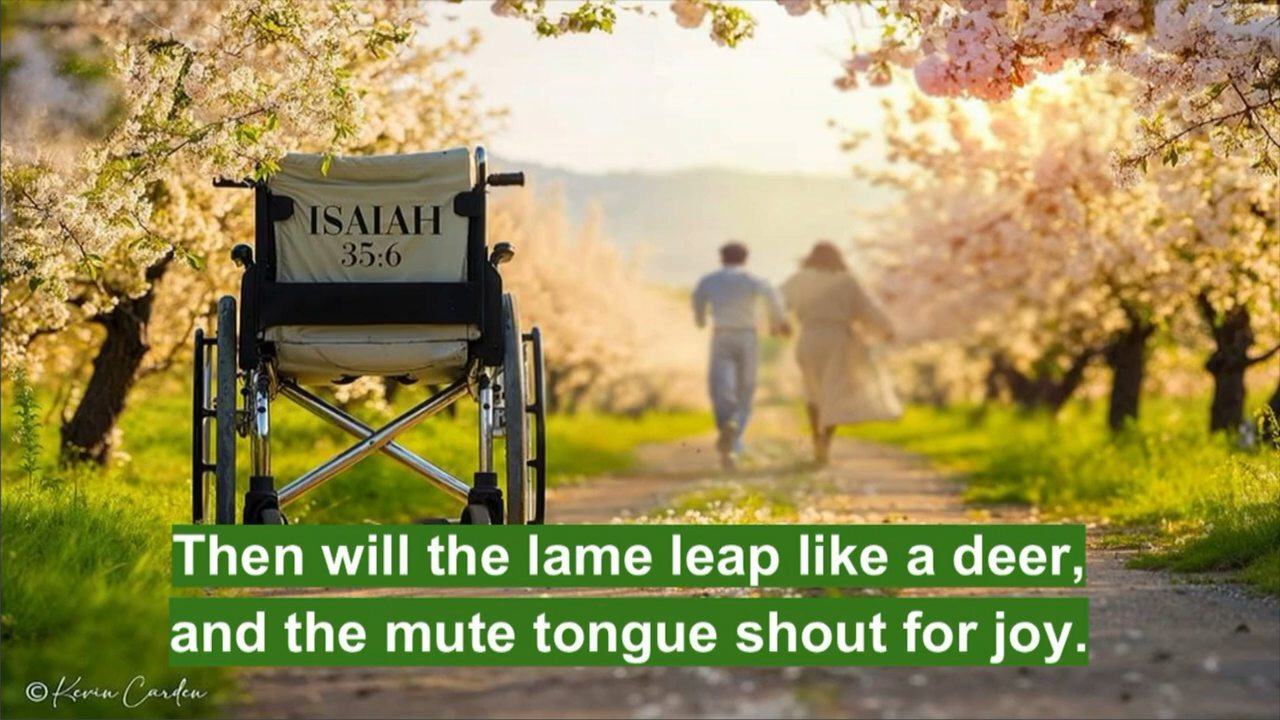 ISAIAH
35:6
Then will the lame leap like a deer,
and the mute tongue shout for joy.
©Kevin Carden